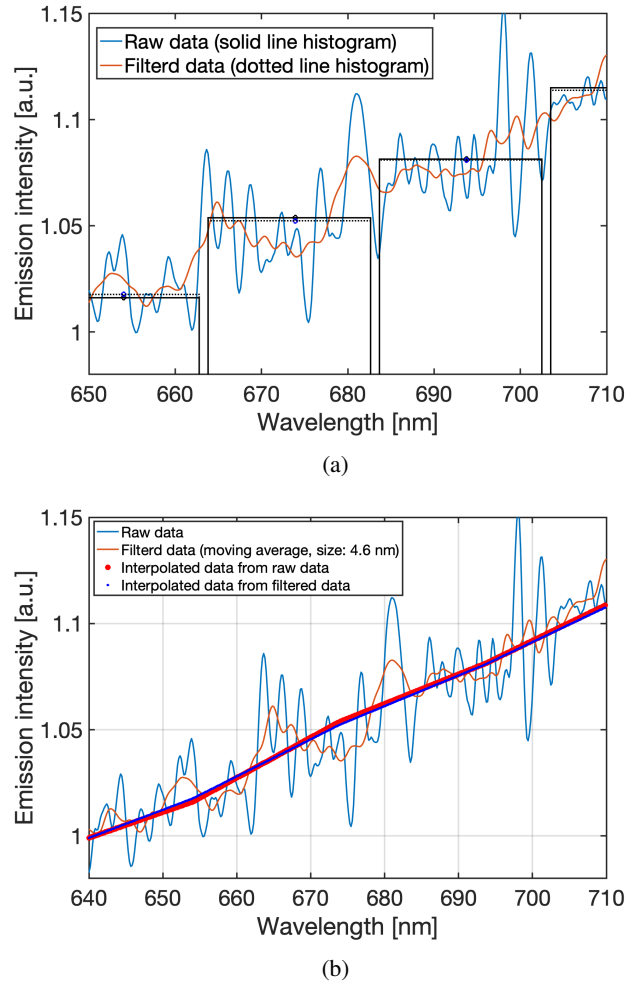 1.15
1.1
1.05
1
Emission intensity [a.u.]
Raw data (solid line histogram)
Filterd data (dotted line histogram)
650 660 670 680 690 700 710
Wavelength [nm]
(a)
1.15
1.1
1.05
1
Emission intensity [a.u.]
Raw data
Filterd data (moving average, size: 4.6 nm)
Interpolated data from raw data
Interpolated data from filtered data
640 650 660 670 680 690 700 710
Wavelength [nm]
(b)